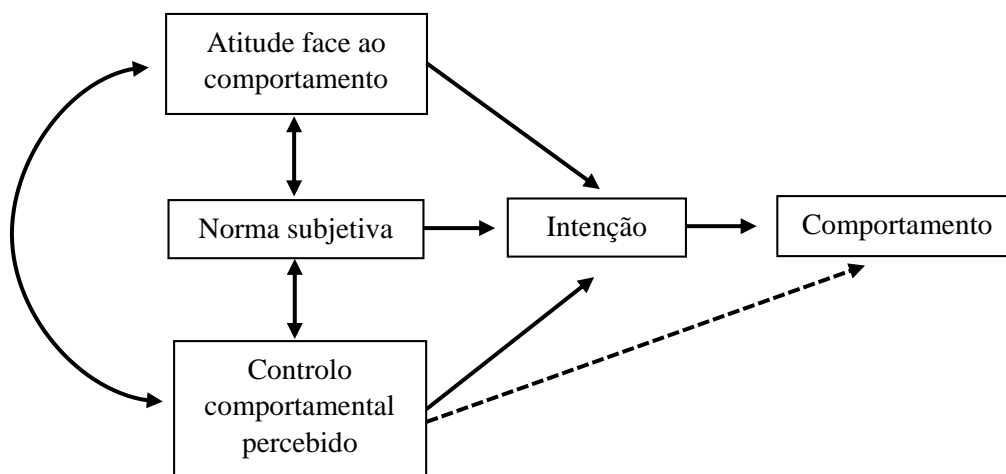 Atitude face ao
comportamento
Norma subjetiva
Intenção
Comportamento
Controlo
comportamental
percebido